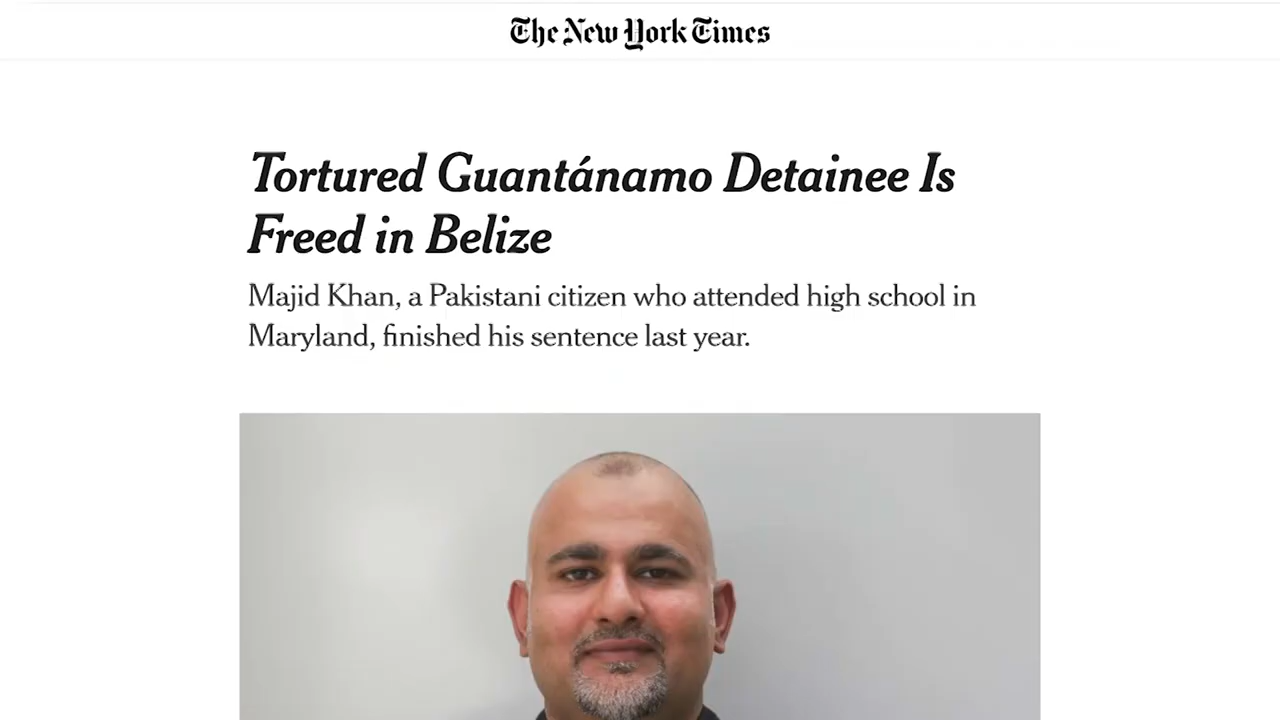 The New York Times
Tortured Guantánamo Detainee Is
Freed in Belize
Majid Khan, a Pakistani citizen who attended high school in
Maryland, finished his sentence last year.